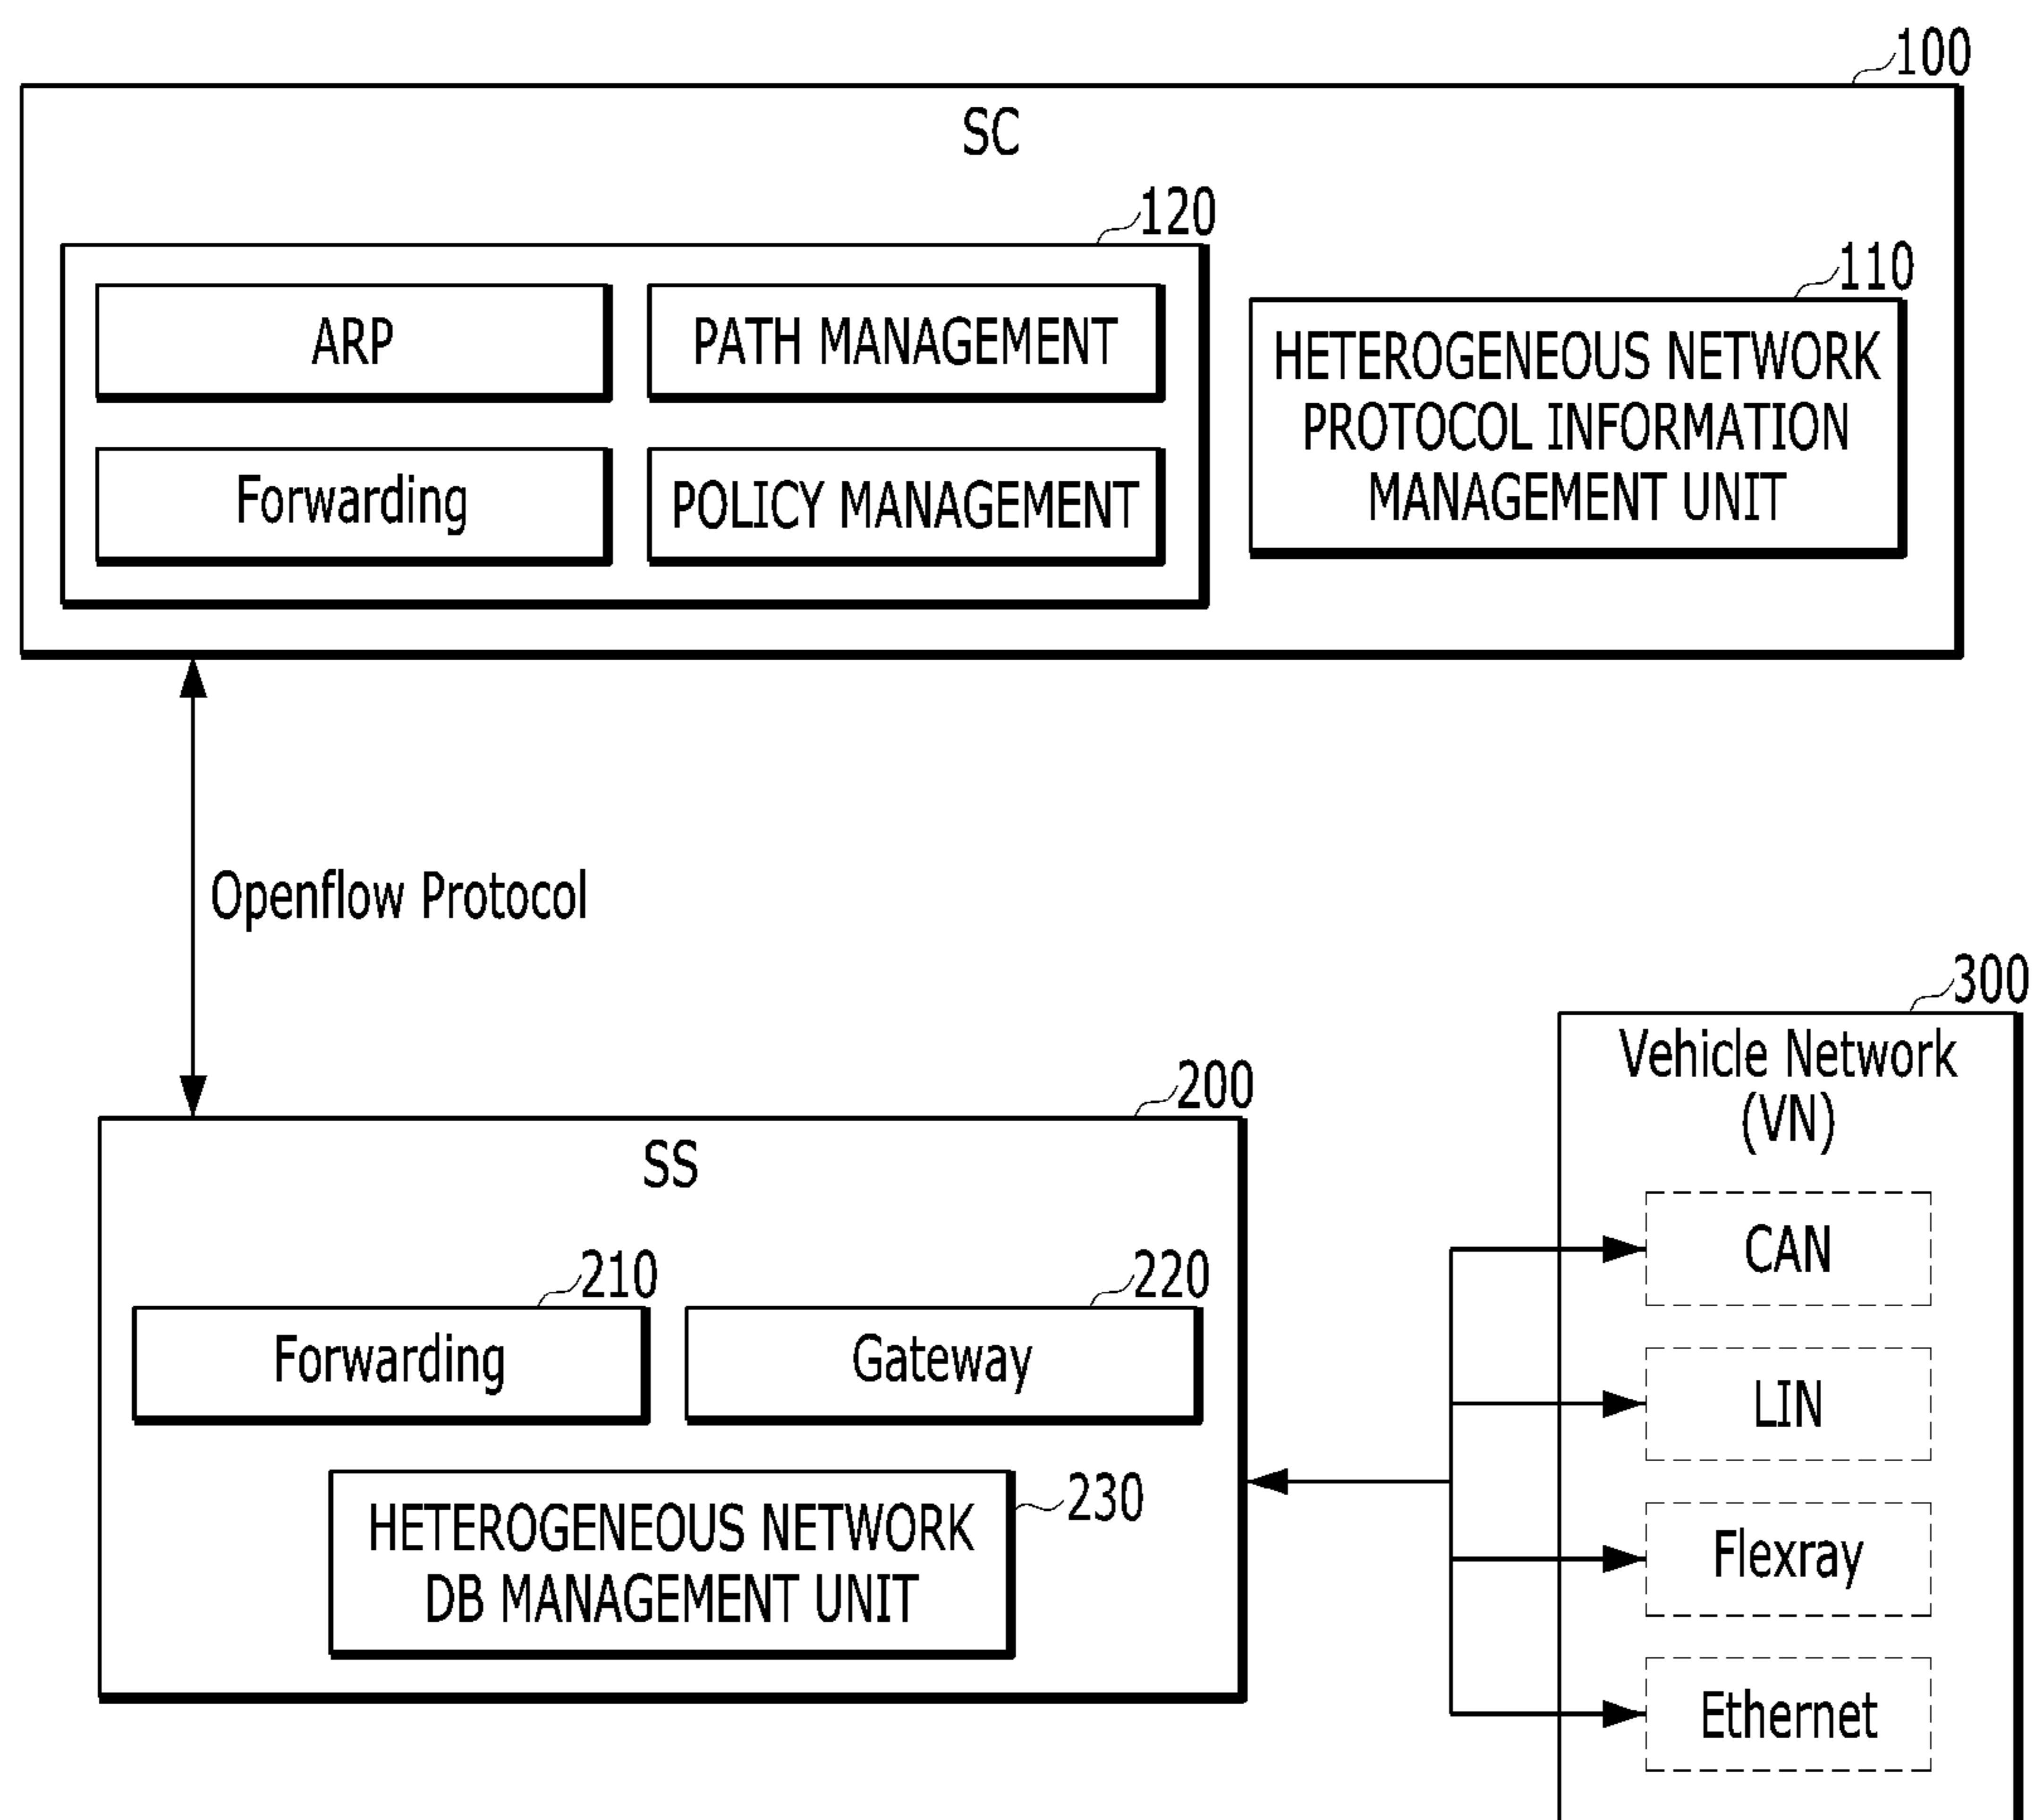 100
SC
120
110
ARP
PATH MANAGEMENT
HETEROGENEOUS NETWORK
PROTOCOL INFORMATION
MANAGEMENT UNIT
Forwarding
POLICY MANAGEMENT
Openflow Protocol
300
Vehicle Network
(VN)
200
SS
210
220
Forwarding
Gateway
230
HETEROGENEOUS NETWORK
DB MANAGEMENT UNIT
CAN
LIN
Flexray
Ethernet